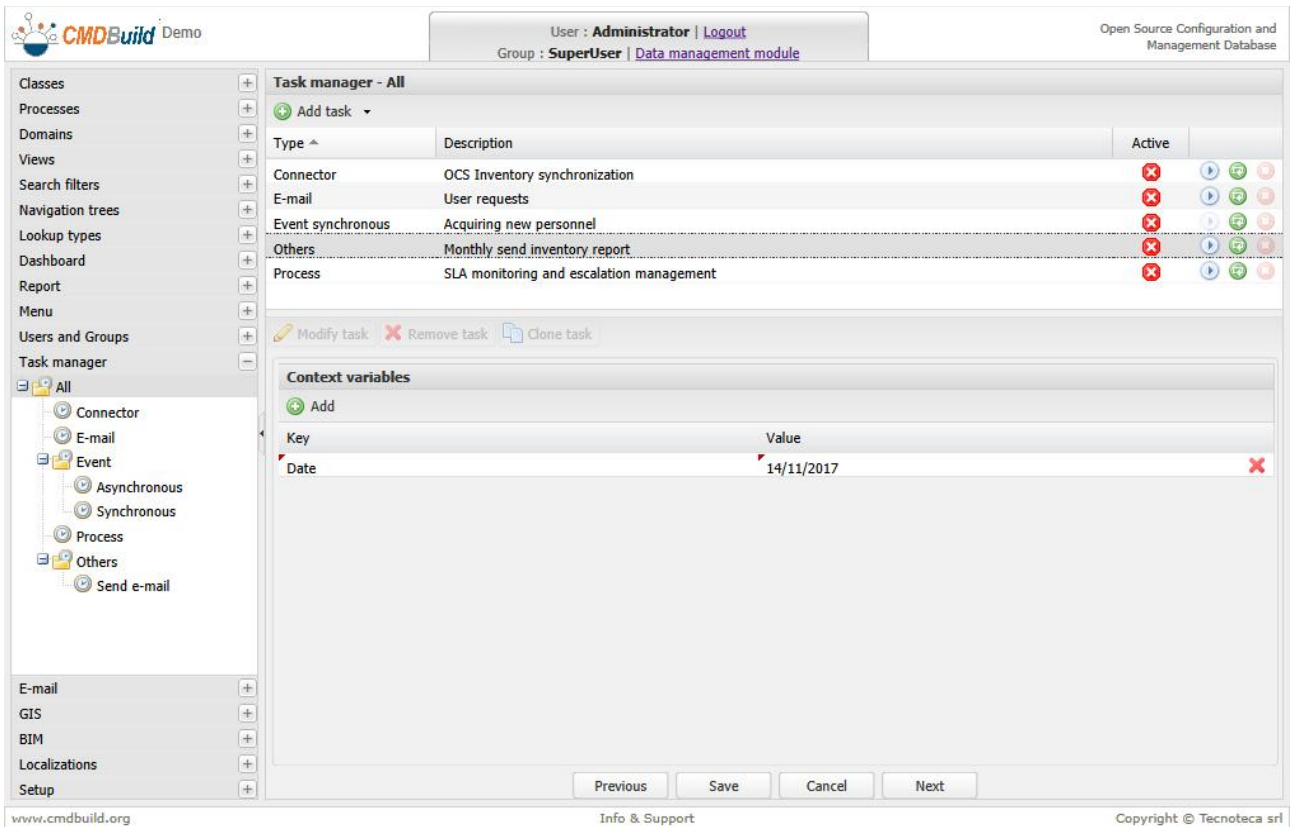 CMDBuild Demo
User : Administrator | Logout
Group : SuperUser | Data management module
Open Source Configuration and
Management Database
Classes
Processes
Domains
Views
Search filters
Navigation trees
Lookup types
Dashboard
Report
Menu
Users and Groups
Task manager
All
Connector
E-mail
Event
Asynchronous
Synchronous
Process
Others
Send e-mail
E-mail
GIS
BIM
Localizations
Setup
Task manager - All
Add task
Type Description Active
Connector OCS Inventory synchronization
E-mail User requests
Event synchronous Acquiring new personnel
Others Monthly send inventory report
Process SLA monitoring and escalation management
Modify task Remove task Clone task
Context variables
Add
Key Value
Date 14/11/2017
Previous Save Cancel Next
www.cmdbuild.org Info & Support Copyright © Tecnoteca srl